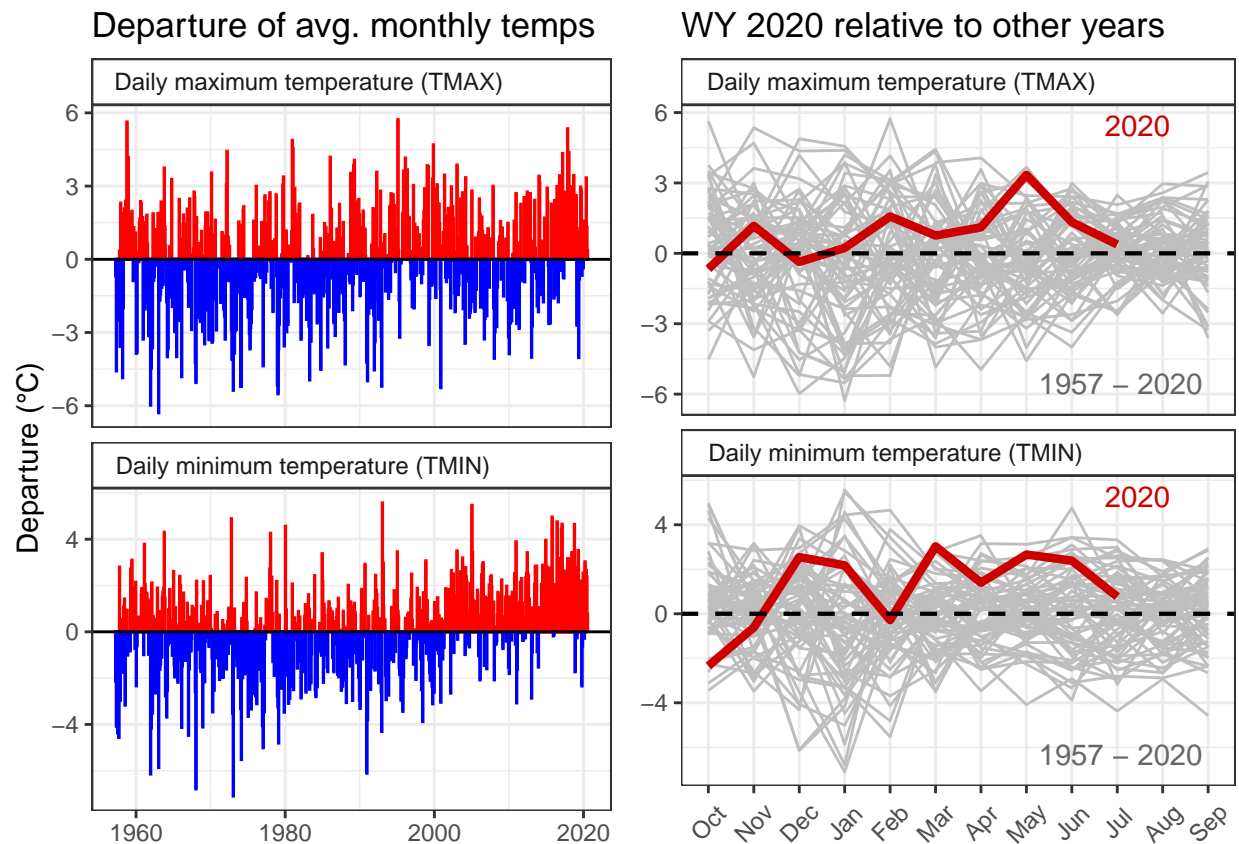 Departure of avg. monthly temps
WY 2020 relative to other years
Daily maximum temperature (TMAX)
6
3
0
−3
−6
Daily minimum temperature (TMIN)
4
0
−4
1960
1980
2000
2020
Departure (°C)
Daily maximum temperature (TMAX)
2020
6
3
0
−3
−6
1957 − 2020
Daily minimum temperature (TMIN)
2020
4
0
−4
1957 − 2020
Oct
Nov
Dec
Jan
Feb
Mar
Apr
May
Jun
Jul
Aug
Sep